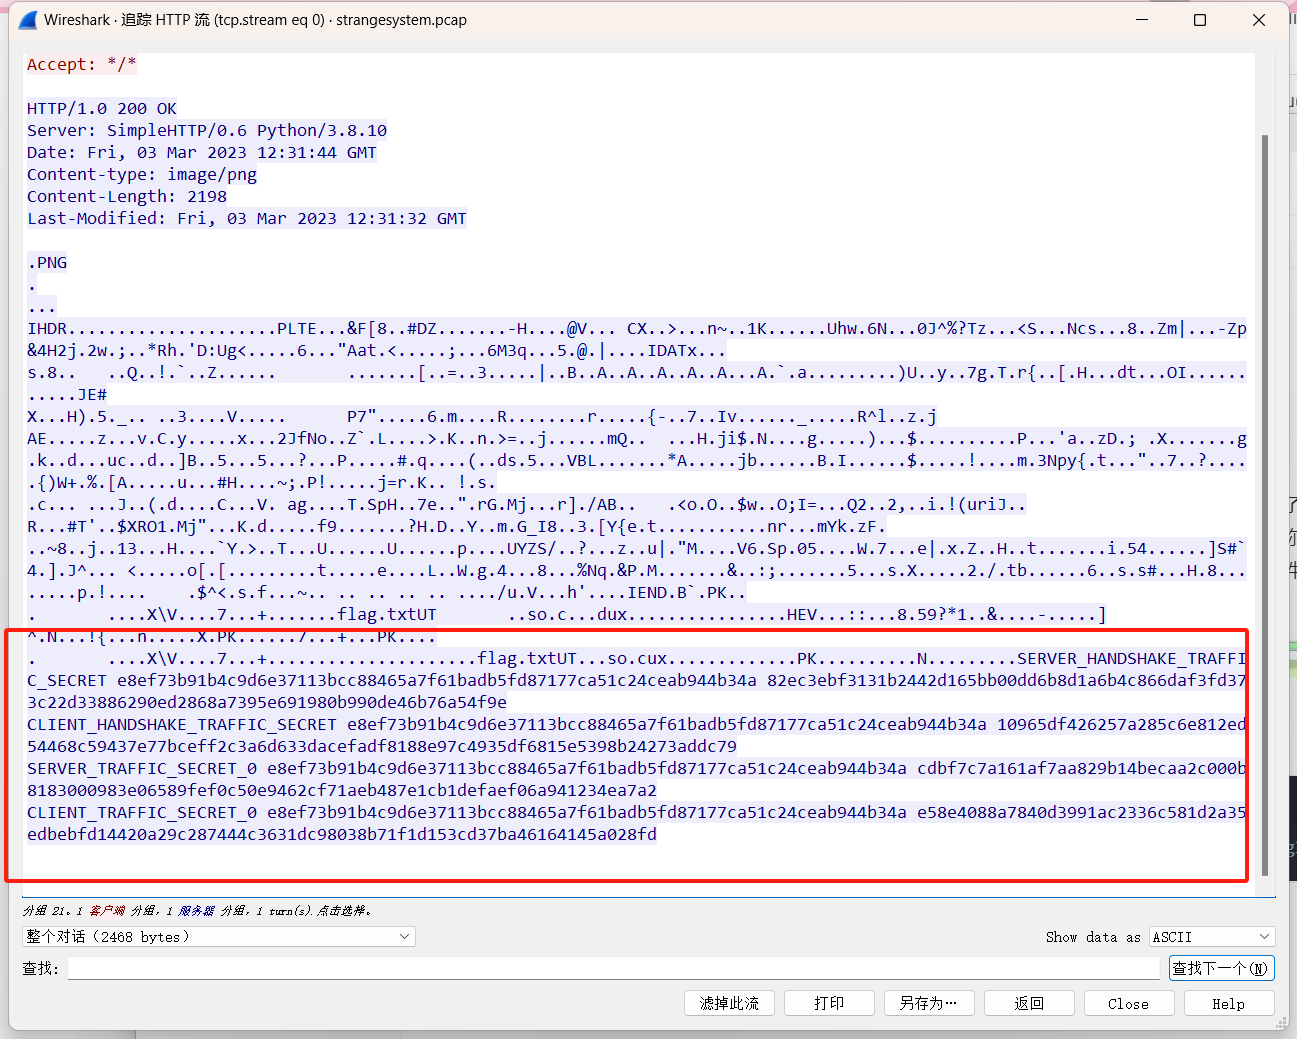 Wireshark · 追踪 HTTP 流 (tcp.stream eq 0) · strangesystem.pcap
Accept: */*
HTTP/1.0 200 OK
Server: SimpleHTTP/0.6 Python/3.8.10
Date: Fri, 03 Mar 2023 12:31:44 GMT
Content-type: image/png
Content-Length: 2198
Last-Modified: Fri, 03 Mar 2023 12:31:32 GMT
.PNG
.
...
IHDR.....................PLTE...&F[8..#DZ.......-H....@V... CX..>...n~..1K......Uhw.6N...0J^%?Tz...<S...Ncs...8..Zm|...-Zp
&4H2j.2w.;..*Rh.'D:Ug<.....6..."Aat.<.....;...6M3q...5.@.|....IDATx...
s.8.. ..Q..!.`..Z...... .......[..=..3.....|..B..A..A..A..A..A...A.`.a.........)U..y..7g.T.r{..[.H...dt...OI......
.....JE#
X...H).5._.. ..3....V..... P7".....6.m....R........r.....{-..7..Iv......_.....R^l..z.j
AE.....z...v.C.y.....x...2JfNo..Z`.L....>.K..n.>=..j......mQ.. ...H.ji$.N....g.....)...$..........P...'a..zD.; .X.......g
.k..d...uc..d..]B..5...5...?...P.....#.q....(..ds.5...VBL.......*A.....jb......B.I......$.....!....m.3Npy{.t..."..7..?....
.{)W+.%.[A.....u...#H....~;.P!.....j=r.K.. !.s.
.c... ...J..(.d....C...V. ag....T.SpH..7e..".rG.Mj...r]./AB.. .<o.O..$w..O;I=...Q2..2,..i.!(uriJ..
R...#T'..$XRO1.Mj"...K.d.....f9.......?H.D..Y..m.G_I8..3.[Y{e.t...........nr...mYk.zF.
..~8..j..13...H....`Y.>..T...U......U......p....UYZS/..?...z..u|."M....V6.Sp.05....W.7...e|.x.Z..H..t.......i.54......]S#`
4.].J^... <.....o[.[.........t.....e....L..W.g.4...8...%Nq.&P.M.......&..:;.......5...s.X.....2./.tb......6..s.s#...H.8...
.....p.!.... .$^<.s.f...~.. .. .. .. .. ..../u.V...h'....IEND.B`.PK..
. ....X\V....7...+.......flag.txtUT ..so.c...dux................HEV...::...8.59?*1..&....-.....]
^.N...!{...n.....X.PK....../...+...PK....
. ....X\V....7...+.....................flag.txtUT...so.cux.............PK..........N.........SERVER_HANDSHAKE_TRAFFI
C_SECRET e8ef73b91b4c9d6e37113bcc88465a7f61badb5fd87177ca51c24ceab944b34a 82ec3ebf3131b2442d165bb00dd6b8d1a6b4c866daf3fd37
3c22d33886290ed2868a7395e691980b990de46b76a54f9e
CLIENT_HANDSHAKE_TRAFFIC_SECRET e8ef73b91b4c9d6e37113bcc88465a7f61badb5fd87177ca51c24ceab944b34a 10965df426257a285c6e812ed
54468c59437e77bceff2c3a6d633dacefadf8188e97c4935df6815e5398b24273addc79
SERVER_TRAFFIC_SECRET_0 e8ef73b91b4c9d6e37113bcc88465a7f61badb5fd87177ca51c24ceab944b34a cdbf7c7a161af7aa829b14becaa2c000b
8183000983e06589fef0c50e9462cf71aeb487e1cb1defaef06a941234ea7a2
CLIENT_TRAFFIC_SECRET_0 e8ef73b91b4c9d6e37113bcc88465a7f61badb5fd87177ca51c24ceab944b34a e58e4088a7840d3991ac2336c581d2a35
edbebfd14420a29c287444c3631dc98038b71f1d153cd37ba46164145a028fd
分组 21。1 客户端 分组，1 服务器 分组，1 turn(s).点击选择。
整个对话（2468 bytes）
Show data as ASCII
查找：
查找下一个(N)
滤掉此流 打印 另存为… 返回 Close Help